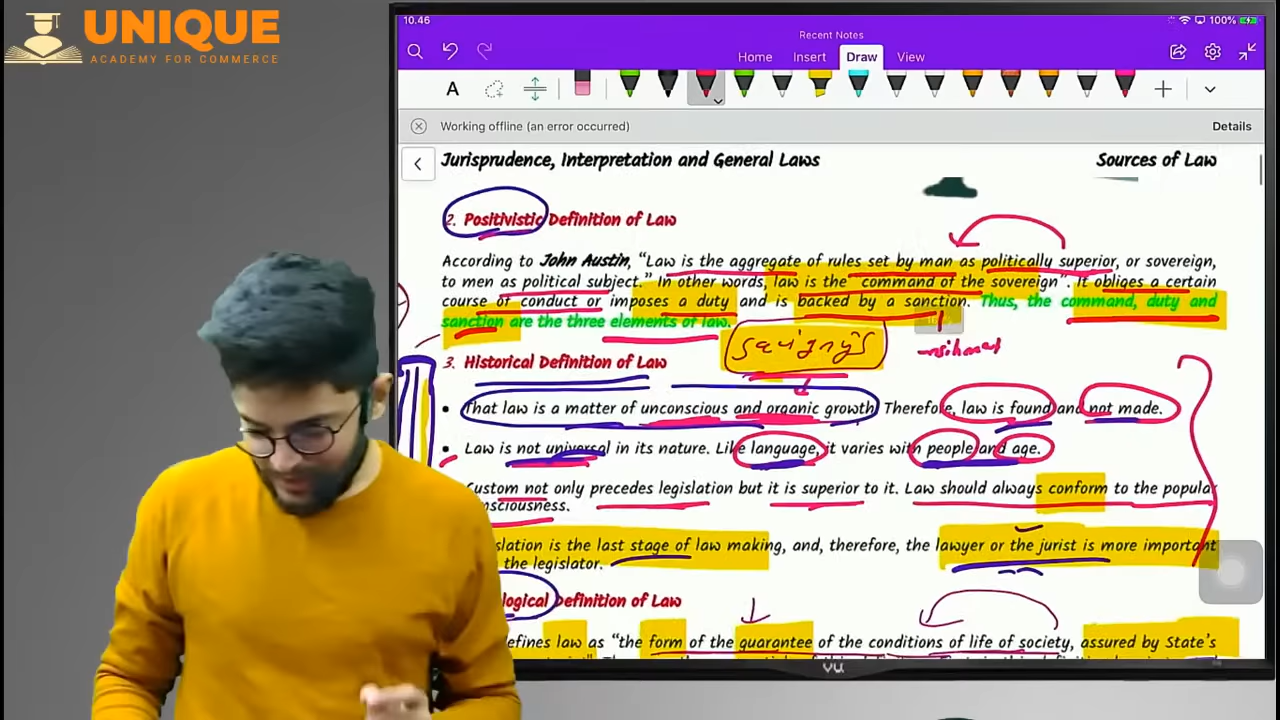 UNIQUE
ACADEMY FOR COMMERCE
10.46
100%
Recent Notes
Home Insert Draw View
A
Working offline (an error occurred)
Details
Jurisprudence, Interpretation and General Laws
Sources of Law
2. Positivistic Definition of Law
According to John Austin, “Law is the aggregate of rules set by man as politically superior, or sovereign,
to men as political subject.” In other words, law is the “command of the sovereign”. It obliges a certain
course of conduct or imposes a duty and is backed by a sanction. Thus, the command, duty and
sanction are the three elements of law.
Savigny's
3. Historical Definition of Law
• That law is a matter of unconscious and organic growth. Therefore, law is found and not made.
• Law is not universal in its nature. Like language, it varies with people and age.
Custom not only precedes legislation but it is superior to it. Law should always conform to the popular
nsciousness.
slation is the last stage of law making, and, therefore, the lawyer or the jurist is more important
the legislator.
logical Definition of Law
efines law as “the form of the guarantee of the conditions of life of society, assured by State’s
vu